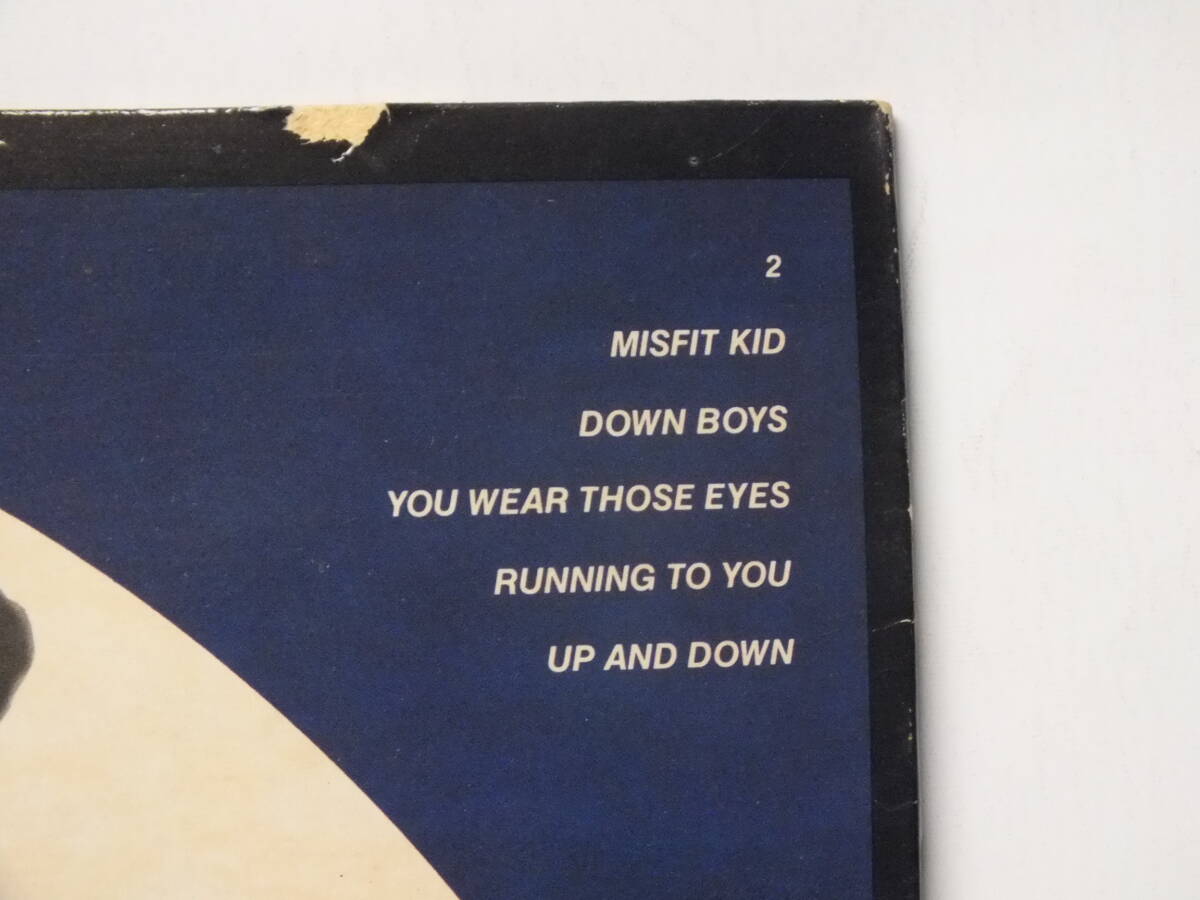 2
MISFIT KID
DOWN BOYS
YOU WEAR THOSE EYES
RUNNING TO YOU
UP AND DOWN